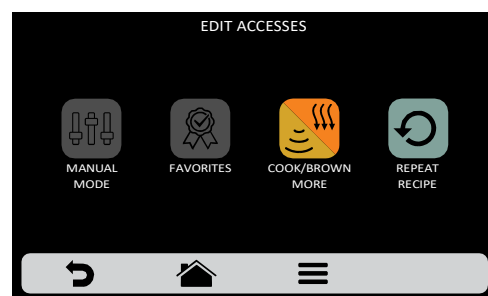 EDIT ACCESSES
MANUAL
MODE
FAVORITES
COOK/BROWN
MORE
REPEAT
RECIPE